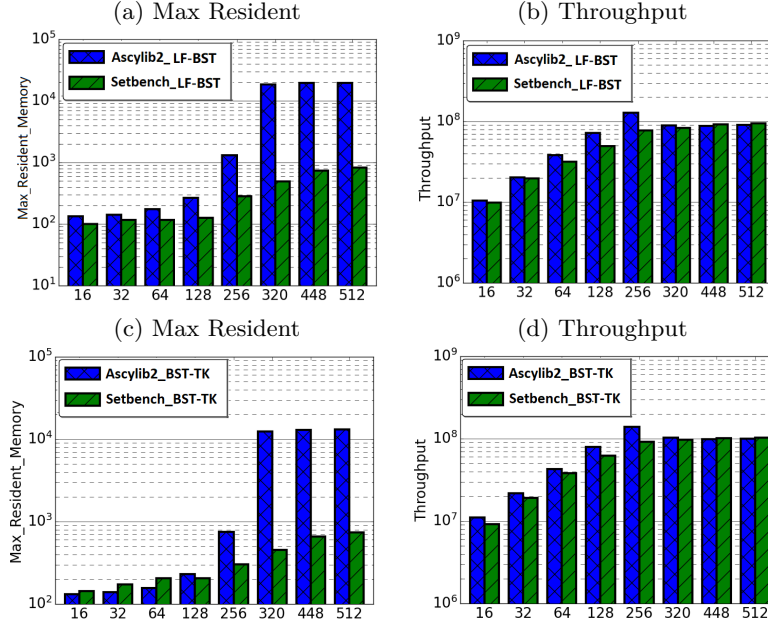 (a) Max Resident
(b) Throughput
Max_Resident_Memory
10^5
10^4
10^3
10^2
10^1
Ascylib2_LF-BST
Setbench_LF-BST
16 32 64 128 256 320 448 512
Throughput
10^9
10^8
10^7
10^6
Ascylib2_LF-BST
Setbench_LF-BST
16 32 64 128 256 320 448 512
(c) Max Resident
(d) Throughput
Max_Resident_Memory
10^5
10^4
10^3
10^2
Ascylib2_BST-TK
Setbench_BST-TK
16 32 64 128 256 320 448 512
Throughput
10^9
10^8
10^7
10^6
Ascylib2_BST-TK
Setbench_BST-TK
16 32 64 128 256 320 448 512